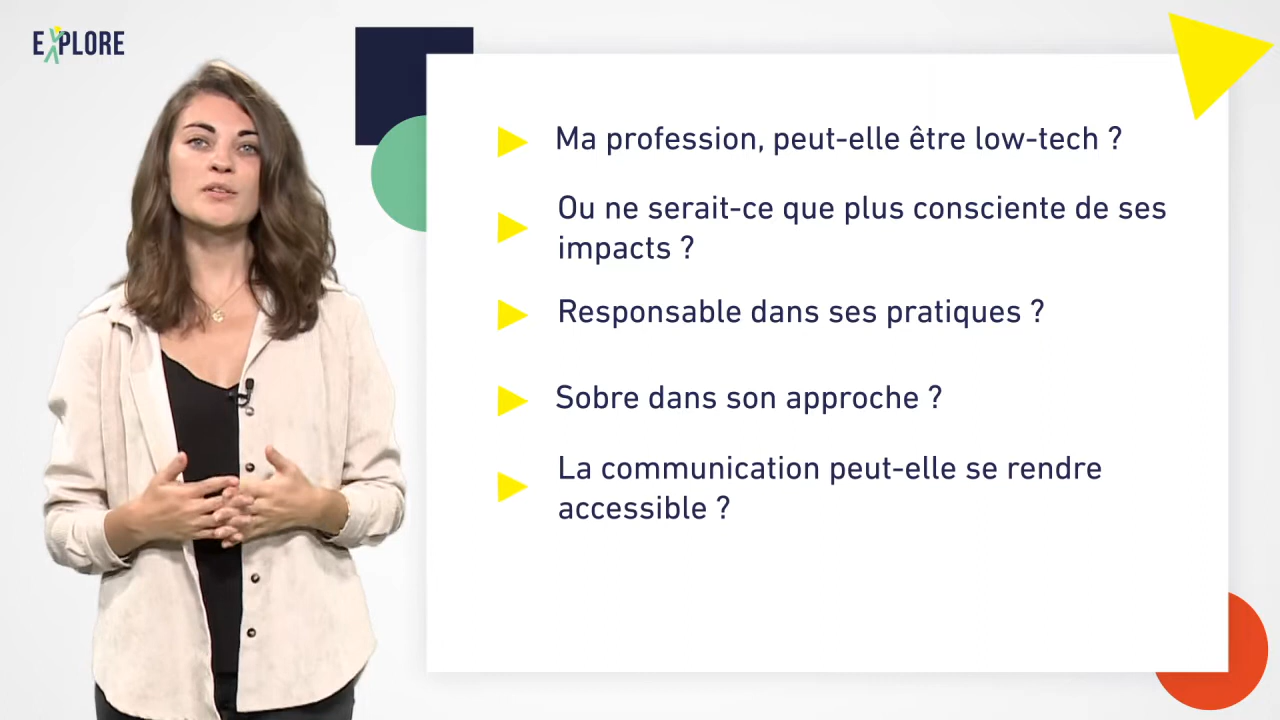 EXPLORE
Ma profession, peut-elle être low-tech ?
Ou ne serait-ce que plus consciente de ses
impacts ?
Responsable dans ses pratiques ?
Sobre dans son approche ?
La communication peut-elle se rendre
accessible ?